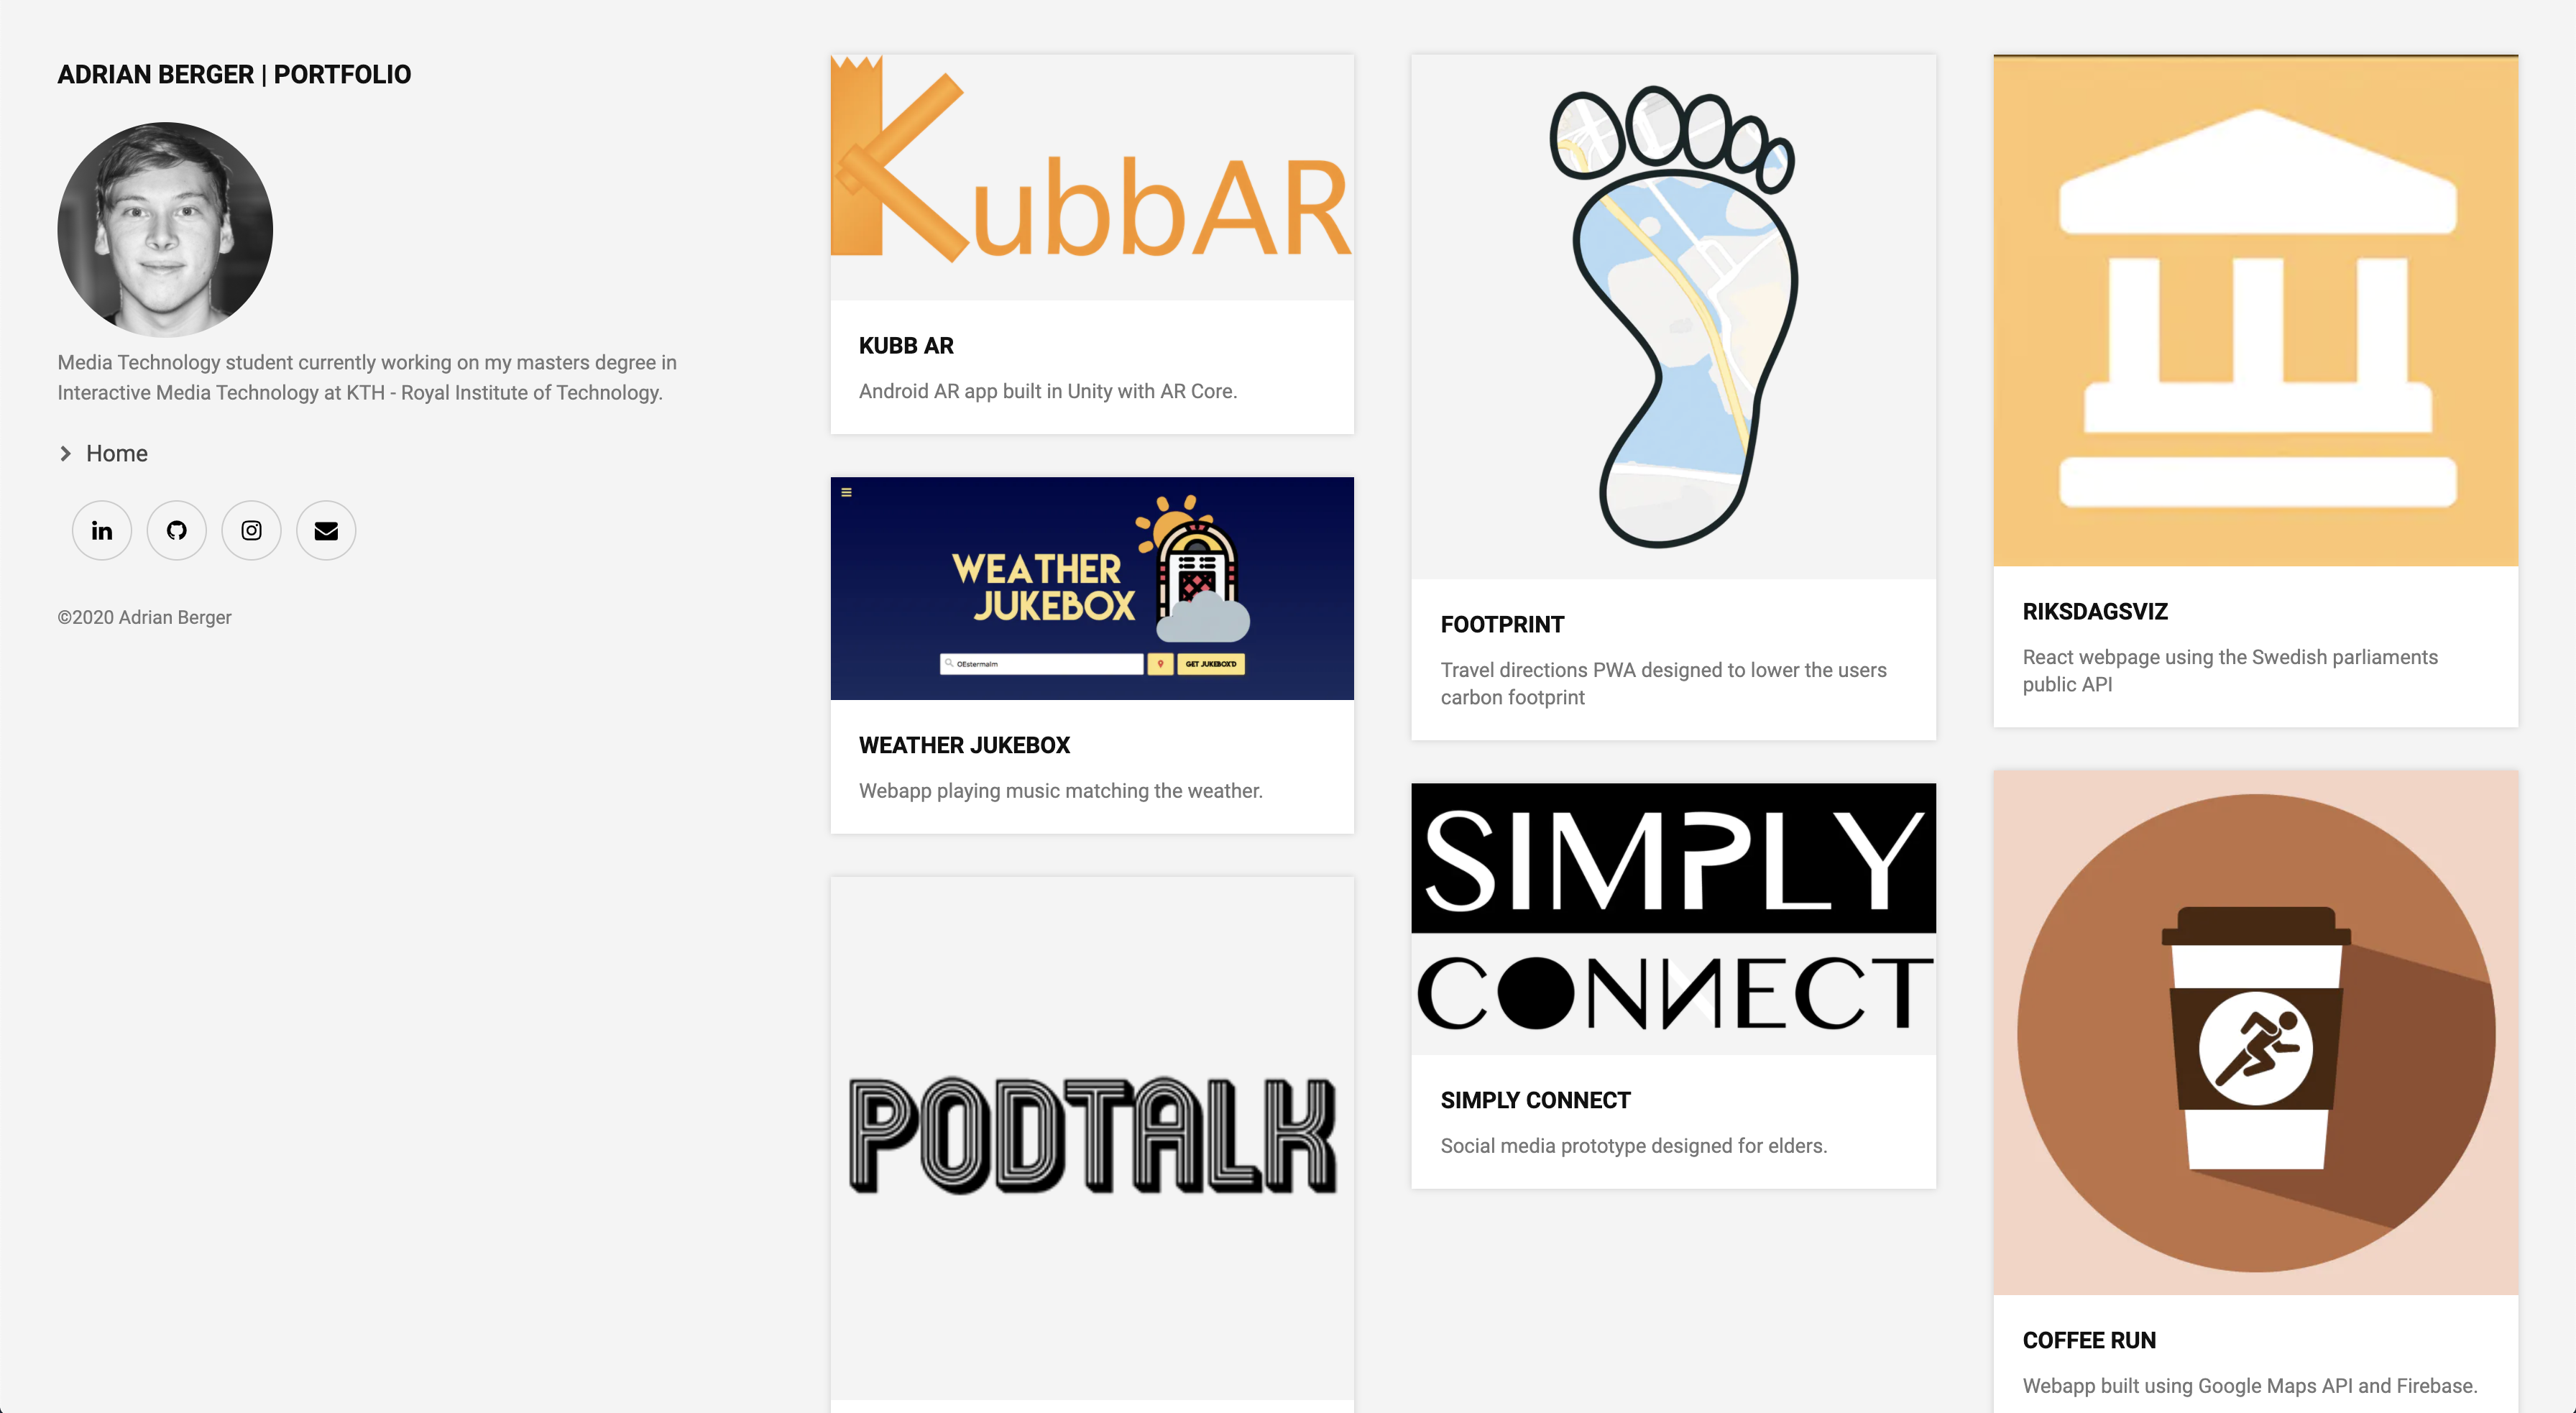 ADRIAN BERGER | PORTFOLIO
Media Technology student currently working on my masters degree in
Interactive Media Technology at KTH - Royal Institute of Technology.
Home
in
©2020 Adrian Berger
KubbAR
KUBB AR
Android AR app built in Unity with AR Core.
WEATHER
JUKEBOX
OEstermalm
GET JUKEBOX'D
WEATHER JUKEBOX
Webapp playing music matching the weather.
PODTALK
FOOTPRINT
Travel directions PWA designed to lower the users
carbon footprint
SIMPLY
CONNECT
SIMPLY CONNECT
Social media prototype designed for elders.
RIKSDAGSVIZ
React webpage using the Swedish parliaments
public API
COFFEE RUN
Webapp built using Google Maps API and Firebase.